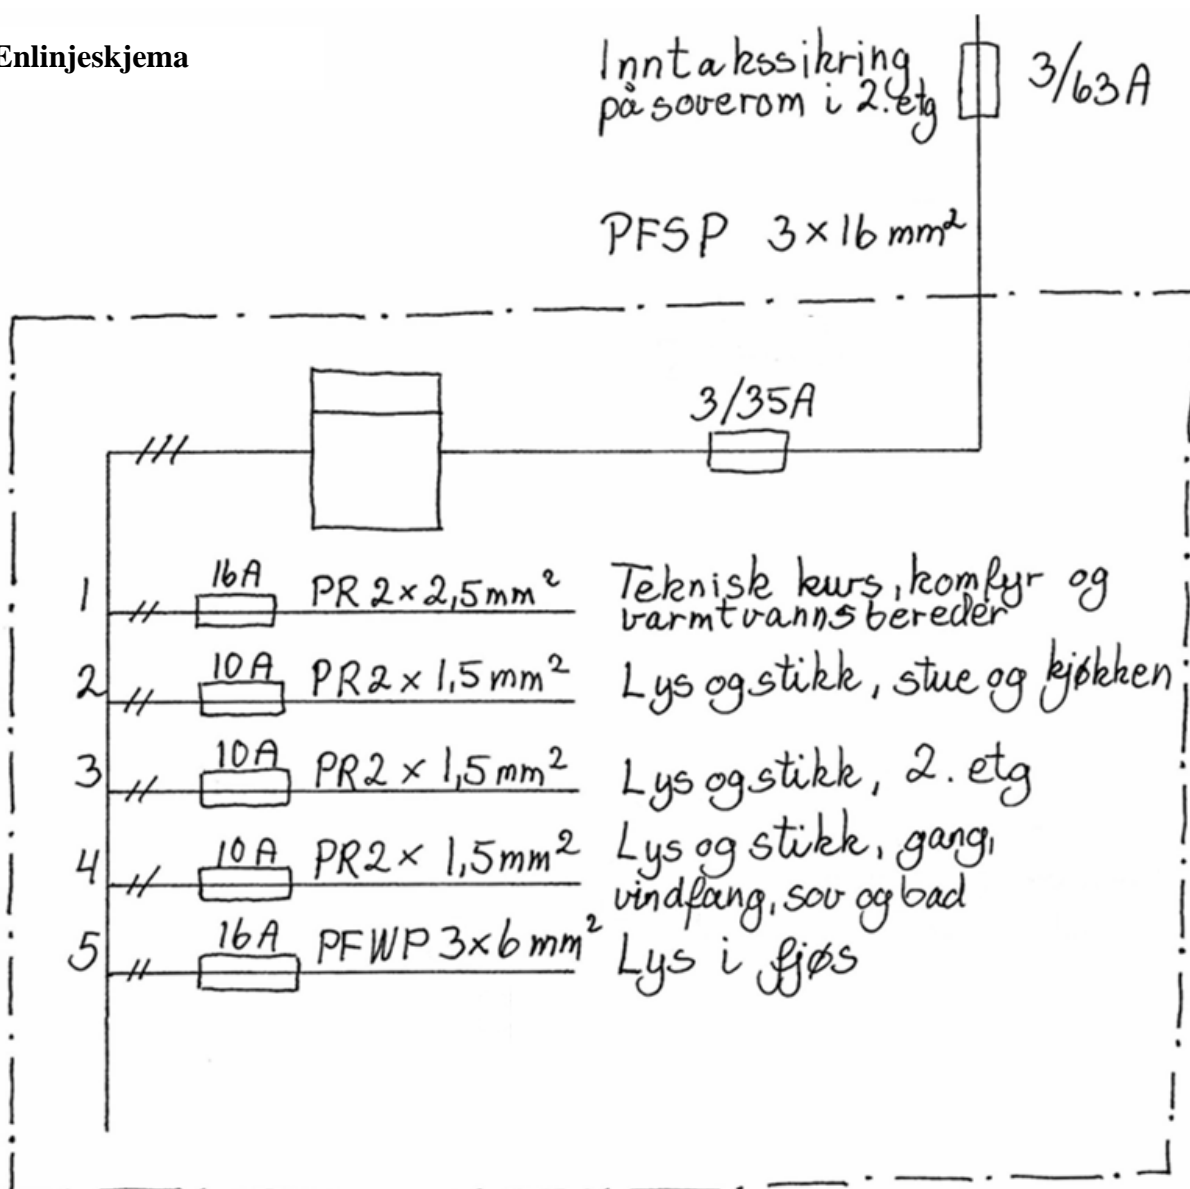 Enlinjeskjema
Inntakssikring
på soverom i 2.etg
3/63A
PFSP 3×16 mm²
3/35A
1 16A PR 2×2,5mm² Teknisk kurs, komfyr og
varmtvannsbereder
2 10A PR2×1,5mm² Lys og stikk, stue og kjøkken
3 10A PR2×1,5mm² Lys og stikk, 2. etg
4 10A PR2×1,5mm² Lys og stikk, gang,
vindfang, sov og bad
5 16A PFWP 3×6mm² Lys i fjøs